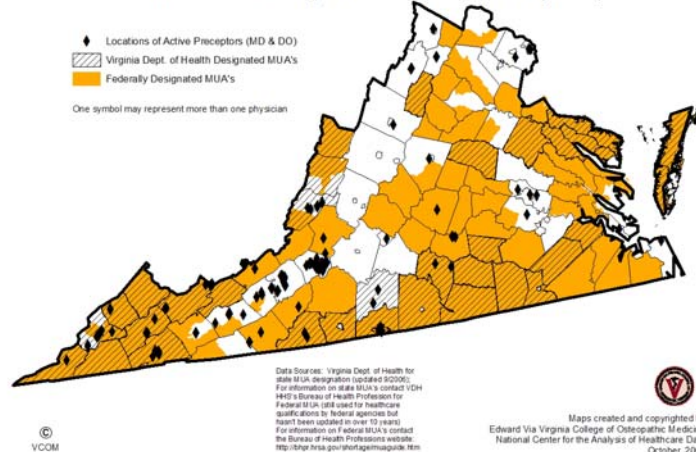 Locations of Active Preceptors (MD & DO)
Virginia Dept. of Health Designated MUA's
Federally Designated MUA's
One symbol may represent more than one physician
Data Sources: Virginia Dept. of Health for
state MUA designation (updated 9/2006);
For information on state MUA's contact VDH
HHS's Bureau of Health Profession for
Federal MUA (still used for healthcare
qualifications by federal agencies but
hasn't been updated in over 10 years)
For information on Federal MUA's contact
the Bureau of Health Professions website:
http://bhpr.hrsa.gov/shortage/muaguide.htm
©
VCOM
Maps created and copyrighted
Edward Via Virginia College of Osteopathic Medic
National Center for the Analysis of Healthcare Da
October, 20